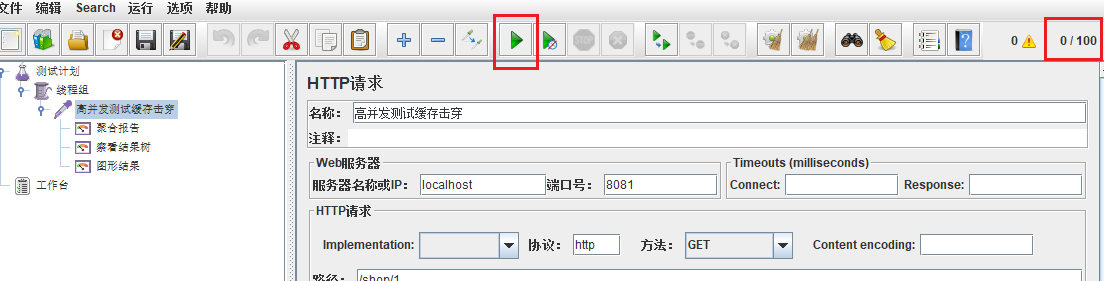 文件 编辑 Search 运行 选项 帮助
0 0 / 100
测试计划
线程组
高并发测试缓存击穿
聚合报告
察看结果树
图形结果
工作台
HTTP请求
名称： 高并发测试缓存击穿
注释：
Web服务器
服务器名称或IP： localhost 端口号： 8081
Timeouts (milliseconds)
Connect: Response:
HTTP请求
Implementation: 协议： http 方法： GET Content encoding:
路径： /shop/1